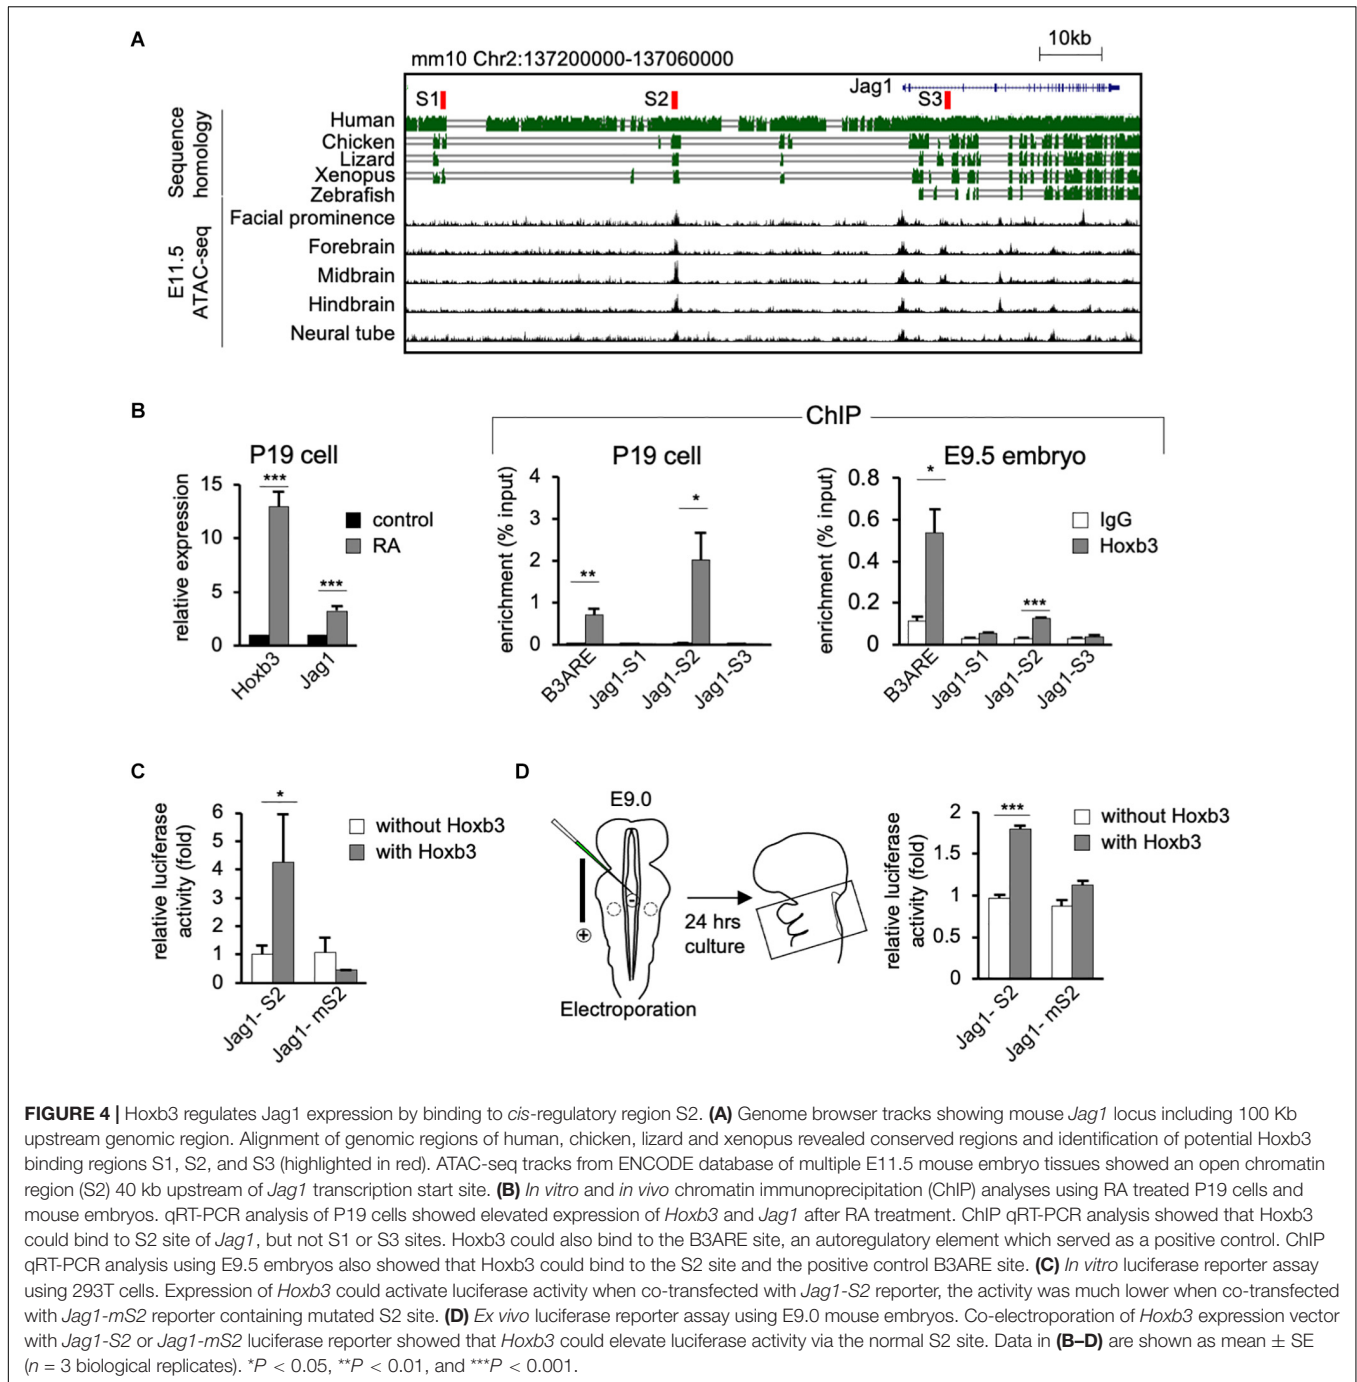 A
mm10 Chr2:137200000-137060000
10kb
Jag1
S1
S2
S3
Sequence
homology
Human
Chicken
Lizard
Xenopus
Zebrafish
E11.5
ATAC-seq
Facial prominence
Forebrain
Midbrain
Hindbrain
Neural tube
B
ChIP
P19 cell
relative expression
15
10
5
0
***
***
control
RA
Hoxb3
Jag1
P19 cell
enrichment (% input)
4
3
2
1
0
**
*
B3ARE
Jag1-S1
Jag1-S2
Jag1-S3
E9.5 embryo
enrichment (% input)
0.8
0.6
0.4
0.2
0
*
***
IgG
Hoxb3
B3ARE
Jag1-S1
Jag1-S2
Jag1-S3
C
relative luciferase
activity (fold)
6
5
4
3
2
1
0
*
without Hoxb3
with Hoxb3
Jag1- S2
Jag1- mS2
D
E9.0
−
+
Electroporation
24 hrs
culture
relative luciferase
activity (fold)
2
1.5
1
0.5
0
***
without Hoxb3
with Hoxb3
Jag1- S2
Jag1- mS2
FIGURE 4 | Hoxb3 regulates Jag1 expression by binding to cis-regulatory region S2. (A) Genome browser tracks showing mouse Jag1 locus including 100 Kb
upstream genomic region. Alignment of genomic regions of human, chicken, lizard and xenopus revealed conserved regions and identification of potential Hoxb3
binding regions S1, S2, and S3 (highlighted in red). ATAC-seq tracks from ENCODE database of multiple E11.5 mouse embryo tissues showed an open chromatin
region (S2) 40 kb upstream of Jag1 transcription start site. (B) In vitro and in vivo chromatin immunoprecipitation (ChIP) analyses using RA treated P19 cells and
mouse embryos. qRT-PCR analysis of P19 cells showed elevated expression of Hoxb3 and Jag1 after RA treatment. ChIP qRT-PCR analysis showed that Hoxb3
could bind to S2 site of Jag1, but not S1 or S3 sites. Hoxb3 could also bind to the B3ARE site, an autoregulatory element which served as a positive control. ChIP
qRT-PCR analysis using E9.5 embryos also showed that Hoxb3 could bind to the S2 site and the positive control B3ARE site. (C) In vitro luciferase reporter assay
using 293T cells. Expression of Hoxb3 could activate luciferase activity when co-transfected with Jag1-S2 reporter, the activity was much lower when co-transfected
with Jag1-mS2 reporter containing mutated S2 site. (D) Ex vivo luciferase reporter assay using E9.0 mouse embryos. Co-electroporation of Hoxb3 expression vector
with Jag1-S2 or Jag1-mS2 luciferase reporter showed that Hoxb3 could elevate luciferase activity via the normal S2 site. Data in (B–D) are shown as mean ± SE
(n = 3 biological replicates). *P < 0.05, **P < 0.01, and ***P < 0.001.